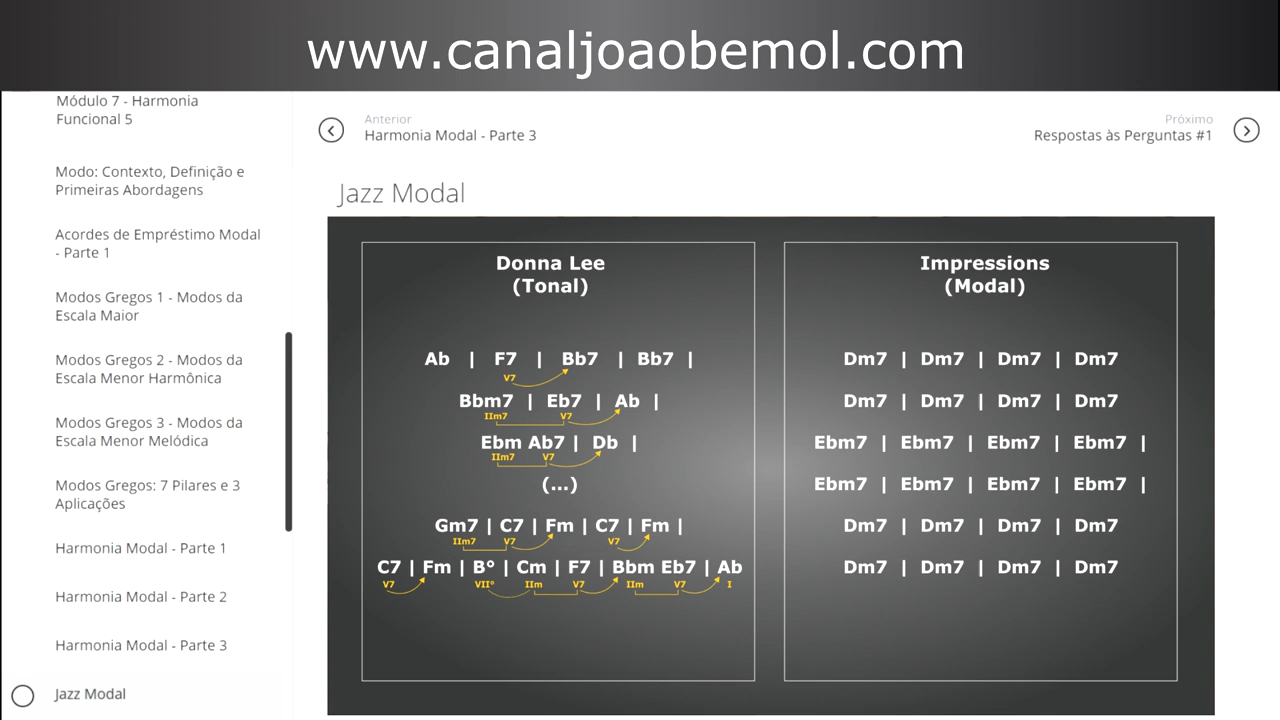 www.canaljoaobemol.com
Módulo 7 - Harmonia
Funcional 5
Modo: Contexto, Definição e
Primeiras Abordagens
Acordes de Empréstimo Modal
- Parte 1
Modos Gregos 1 - Modos da
Escala Maior
Modos Gregos 2 - Modos da
Escala Menor Harmônica
Modos Gregos 3 - Modos da
Escala Menor Melódica
Modos Gregos: 7 Pilares e 3
Aplicações
Harmonia Modal - Parte 1
Harmonia Modal - Parte 2
Harmonia Modal - Parte 3
Jazz Modal
Anterior
Harmonia Modal - Parte 3
Próximo
Respostas às Perguntas #1
Jazz Modal
Donna Lee
(Tonal)
Ab | F7 | Bb7 | Bb7 |
V7
Bbm7 | Eb7 | Ab |
IIm7 V7
Ebm Ab7 | Db |
IIm7 V7
(...)
Gm7 | C7 | Fm | C7 | Fm |
IIm7 V7 V7
C7 | Fm | B° | Cm | F7 | Bbm Eb7 | Ab
V7 VII° IIm V7 IIm V7 I
Impressions
(Modal)
Dm7 | Dm7 | Dm7 | Dm7
Dm7 | Dm7 | Dm7 | Dm7
Ebm7 | Ebm7 | Ebm7 | Ebm7 |
Ebm7 | Ebm7 | Ebm7 | Ebm7 |
Dm7 | Dm7 | Dm7 | Dm7
Dm7 | Dm7 | Dm7 | Dm7